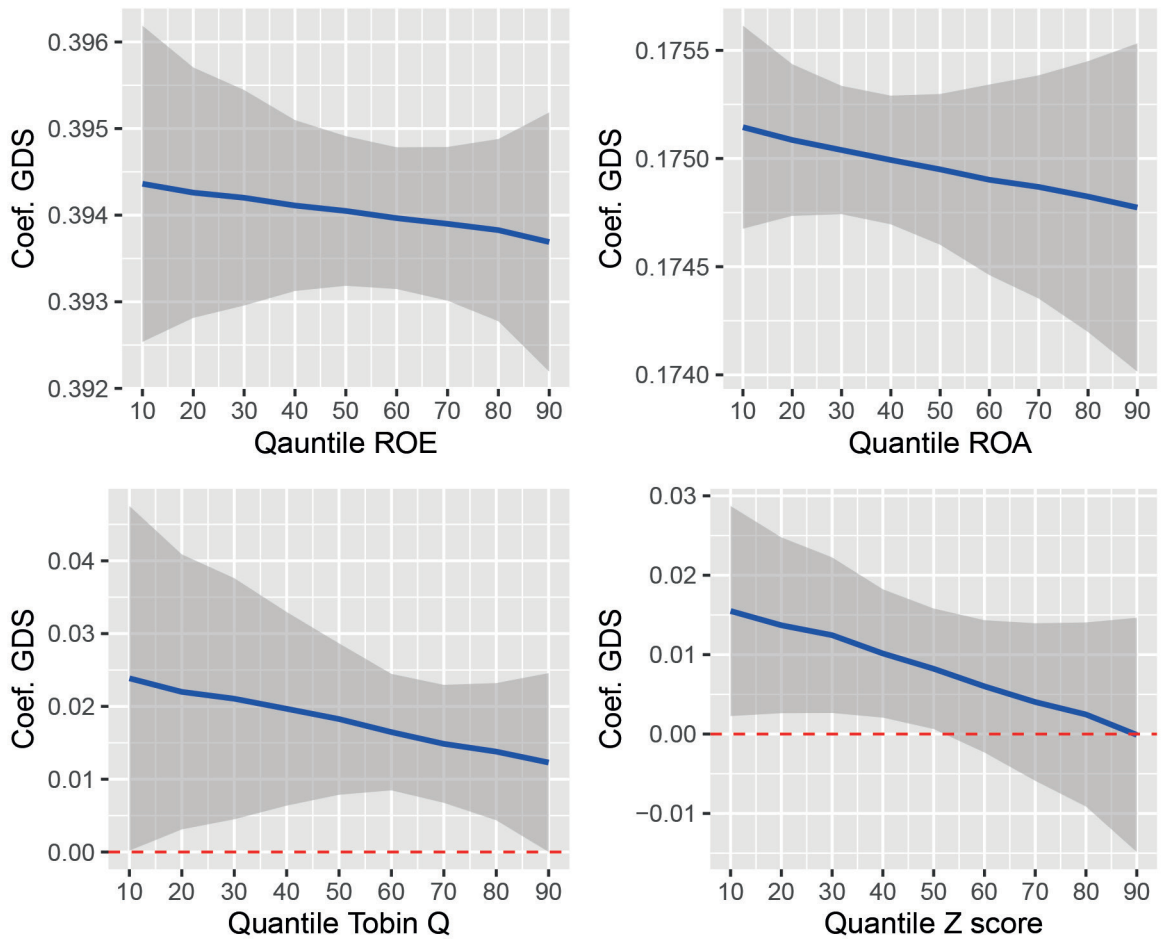 Coef. GDS
0.396
0.395
0.394
0.393
0.392
10 20 30 40 50 60 70 80 90
Qauntile ROE
Coef. GDS
0.1755
0.1750
0.1745
0.1740
10 20 30 40 50 60 70 80 90
Quantile ROA
Coef. GDS
0.04
0.03
0.02
0.01
0.00
10 20 30 40 50 60 70 80 90
Quantile Tobin Q
Coef. GDS
0.03
0.02
0.01
0.00
−0.01
10 20 30 40 50 60 70 80 90
Quantile Z score